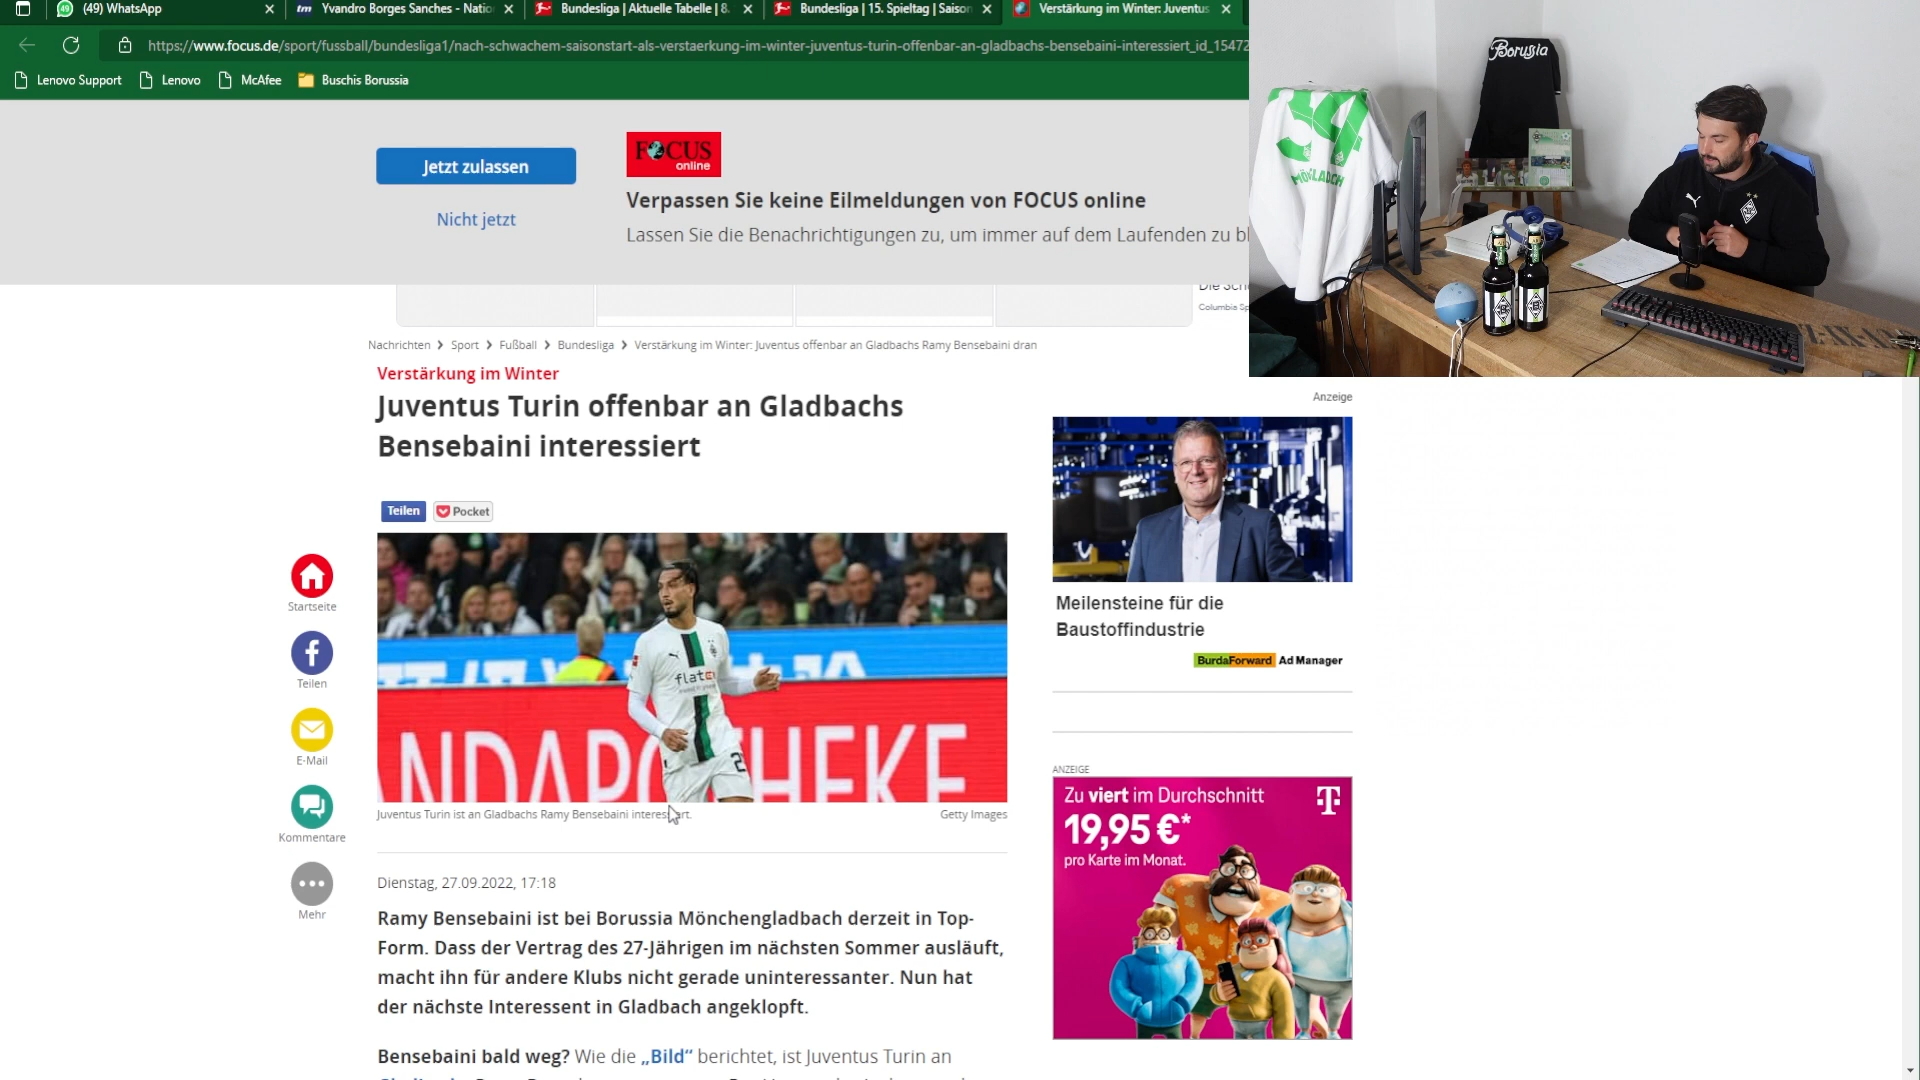 (49) WhatsApp
Yvandro Borges Sanches - Natio
Bundesliga | Aktuelle Tabelle | 8.
Bundesliga | 15. Spieltag | Saison
Verstärkung im Winter: Juventus
https://www.focus.de/sport/fussball/bundesliga1/nach-schwachem-saisonstart-als-verstaerkung-im-winter-juventus-turin-offenbar-an-gladbachs-bensebaini-interessiert_id_15472
Lenovo Support
Lenovo
McAfee
Buschis Borussia
Jetzt zulassen
Nicht jetzt
FOCUS
online
Verpassen Sie keine Eilmeldungen von FOCUS online
Lassen Sie die Benachrichtigungen zu, um immer auf dem Laufenden zu bl
Columbia Sp
Borussia
Nachrichten > Sport > Fußball > Bundesliga > Verstärkung im Winter: Juventus offenbar an Gladbachs Ramy Bensebaini dran
Verstärkung im Winter
Juventus Turin offenbar an Gladbachs
Bensebaini interessiert
Teilen
Pocket
flatex
NDAPOTHEKE
Juventus Turin ist an Gladbachs Ramy Bensebaini interessiert.
Getty Images
Startseite
Teilen
E-Mail
Kommentare
Mehr
Dienstag, 27.09.2022, 17:18
Ramy Bensebaini ist bei Borussia Mönchengladbach derzeit in Top-
Form. Dass der Vertrag des 27-Jährigen im nächsten Sommer ausläuft,
macht ihn für andere Klubs nicht gerade uninteressanter. Nun hat
der nächste Interessent in Gladbach angeklopft.
Bensebaini bald weg? Wie die „Bild“ berichtet, ist Juventus Turin an
Anzeige
Meilensteine für die
Baustoffindustrie
BurdaForward Ad Manager
ANZEIGE
Zu viert im Durchschnitt
19,95 €*
pro Karte im Monat.
T